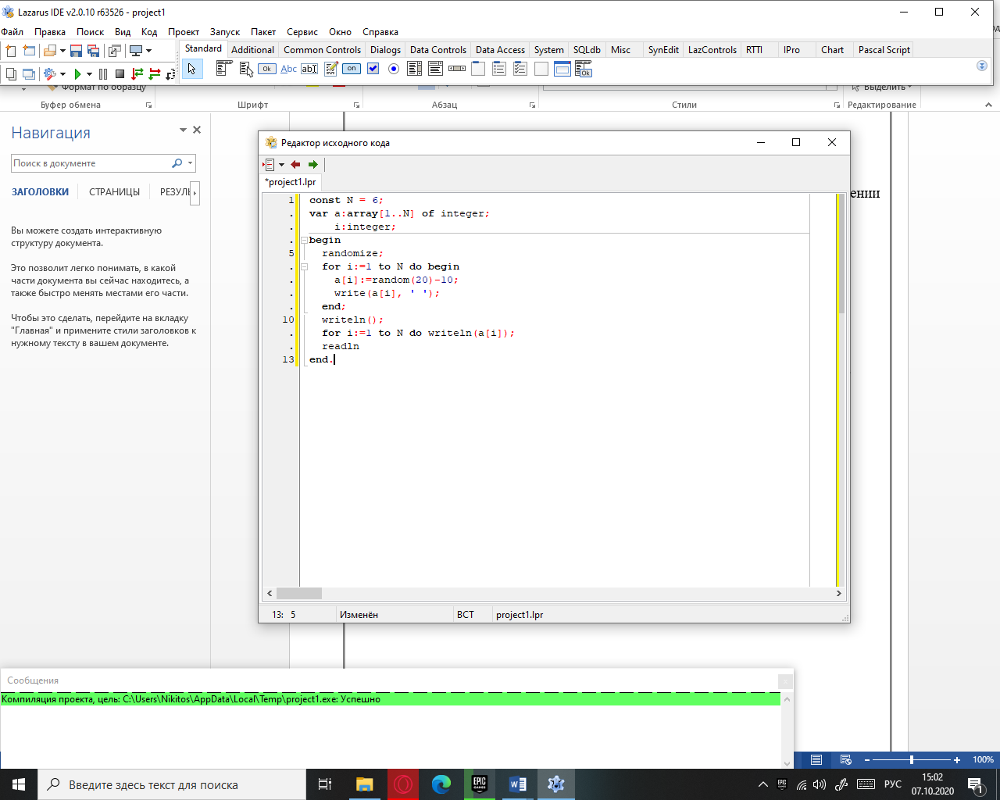 Lazarus IDE v2.0.10 r63526 - project1
Файл Правка Поиск Вид Код Проект Запуск Пакет Сервис Окно Справка
Standard Additional Common Controls Dialogs Data Controls Data Access System SQLdb Misc SynEdit LazControls RTTI IPro Chart Pascal Script
Ok Abc ab on Ok
Формат по образцу Выделить
Буфер обмена Шрифт Абзац Стили Редактирование
Навигация
Поиск в документе
ЗАГОЛОВКИ СТРАНИЦЫ РЕЗУЛЬ
Вы можете создать интерактивную
структуру документа.
Это позволит легко понимать, в какой
части документа вы сейчас находитесь, а
также быстро менять местами его части.
Чтобы это сделать, перейдите на вкладку
"Главная" и примените стили заголовков к
нужному тексту в вашем документе.
ении
Редактор исходного кода
*project1.lpr
1 const N = 6;
. var a:array[1..N] of integer;
. i:integer;
. begin
5 randomize;
. for i:=1 to N do begin
. a[i]:=random(20)-10;
. write(a[i], ' ');
. end;
10 writeln();
. for i:=1 to N do writeln(a[i]);
. readln
13 end.
13: 5 Изменён ВСТ project1.lpr
Сообщения
Компиляция проекта, цель: C:\Users\Nikitos\AppData\Local\Temp\project1.exe: Успешно
100%
Введите здесь текст для поиска
EPIC GAMES
РУС
15:02
07.10.2020
1